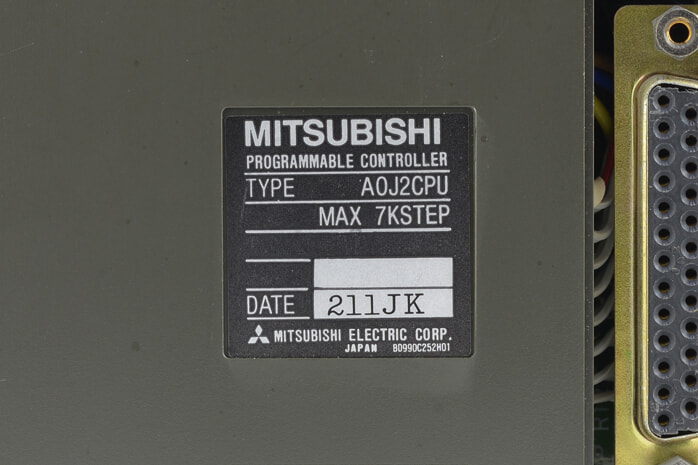 MITSUBISHI
PROGRAMMABLE CONTROLLER
TYPE A0J2CPU
MAX 7KSTEP
DATE 211JK
MITSUBISHI ELECTRIC CORP.
JAPAN BD990C252H01